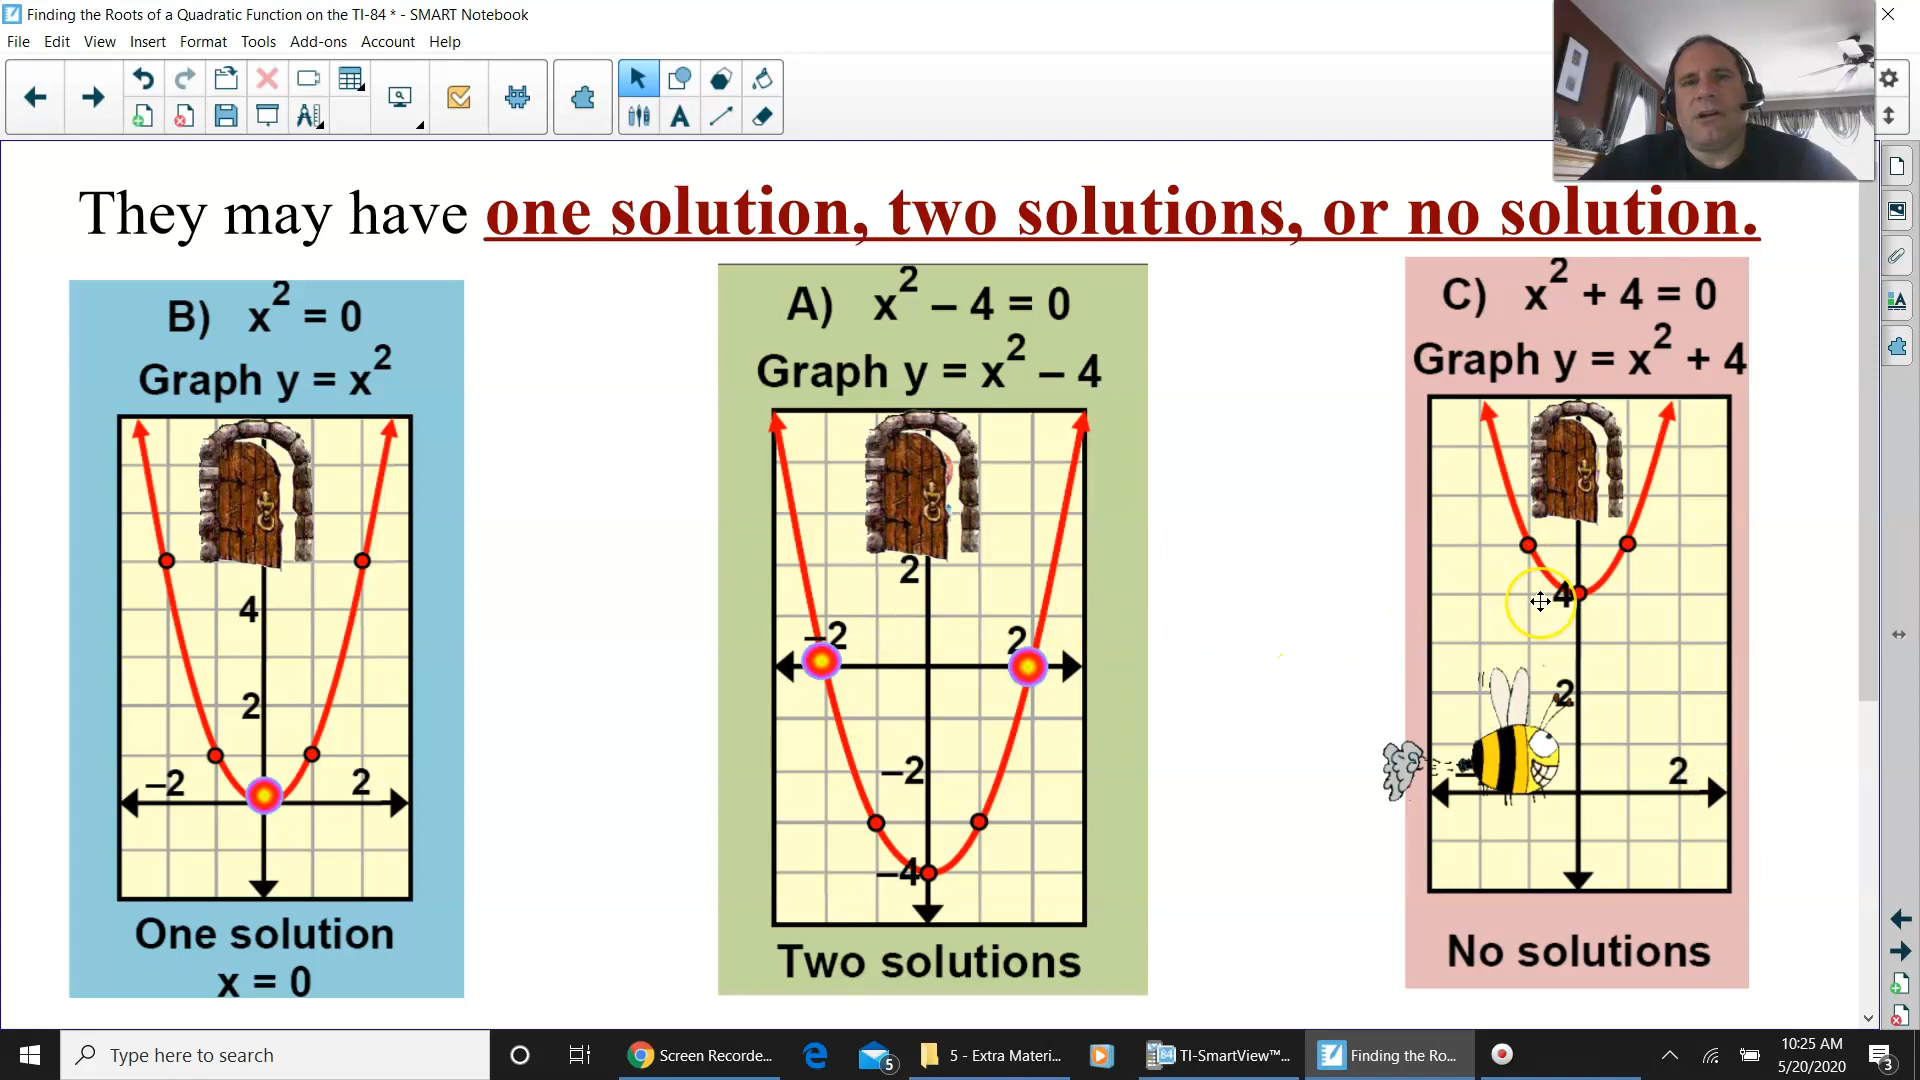 Finding the Roots of a Quadratic Function on the TI-84 * - SMART Notebook
File Edit View Insert Format Tools Add-ons Account Help
They may have one solution, two solutions, or no solution.
B) x² = 0
Graph y = x²
4
2
–2 2
One solution
x = 0
A) x² – 4 = 0
Graph y = x² – 4
2
–2 2
–2
–4
Two solutions
C) x² + 4 = 0
Graph y = x² + 4
4
2
2
No solutions
Type here to search
Screen Recorde...
5
5 - Extra Materi...
84
TI-SmartView™...
Finding the Ro...
10:25 AM
5/20/2020
3